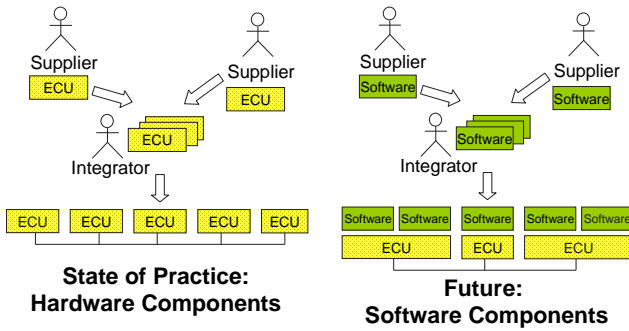 Supplier
ECU
Supplier
ECU
ECU
Integrator
ECU ECU ECU ECU ECU
State of Practice:
Hardware Components
Supplier
Software
Supplier
Software
Software
Integrator
Software Software Software Software Software
ECU ECU ECU
Future:
Software Components